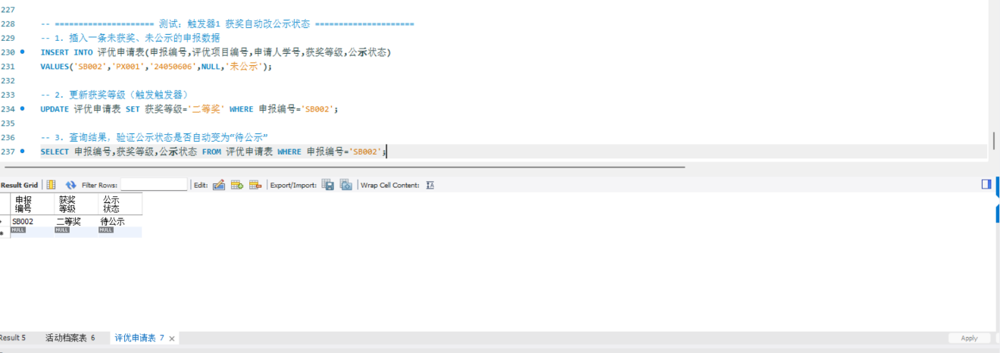 227
228 -- ===================== 测试：触发器1 获奖自动改公示状态 =====================
229 -- 1. 插入一条未获奖、未公示的申报数据
230 INSERT INTO 评优申请表(申报编号,评优项目编号,申请人学号,获奖等级,公示状态)
231 VALUES('SB002','PX001','24050606',NULL,'未公示');
232
233 -- 2. 更新获奖等级（触发触发器）
234 UPDATE 评优申请表 SET 获奖等级='二等奖' WHERE 申报编号='SB002';
235
236 -- 3. 查询结果，验证公示状态是否自动变为“待公示”
237 SELECT 申报编号,获奖等级,公示状态 FROM 评优申请表 WHERE 申报编号='SB002';
Result Grid Filter Rows: Edit: Export/Import: Wrap Cell Content: IA
申报 获奖 公示
编号 等级 状态
SB002 二等奖 待公示
NULL NULL NULL
Result 5 活动档案表 6 评优申请表 7 × Apply